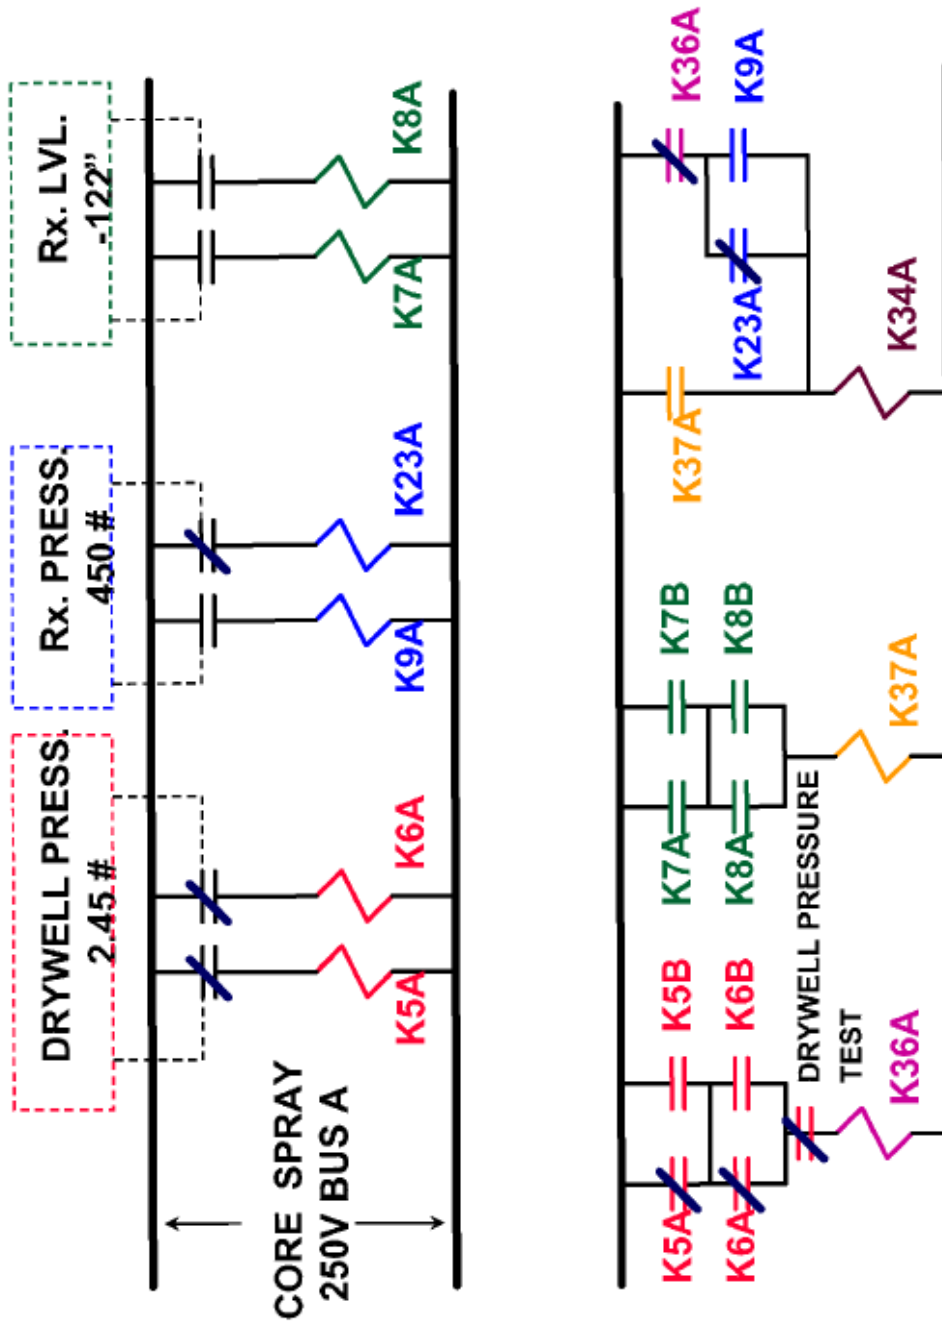 DRYWELL PRESS.
2.45 #
Rx. PRESS.
450 #
Rx. LVL.
-122”
K5A
K6A
K9A
K23A
K7A
K8A
CORE SPRAY
250V BUS A
K5A
K5B
K6A
K6B
DRYWELL PRESSURE
TEST
K36A
K7A
K7B
K8A
K8B
K37A
K37A
K36A
K23A
K9A
K34A